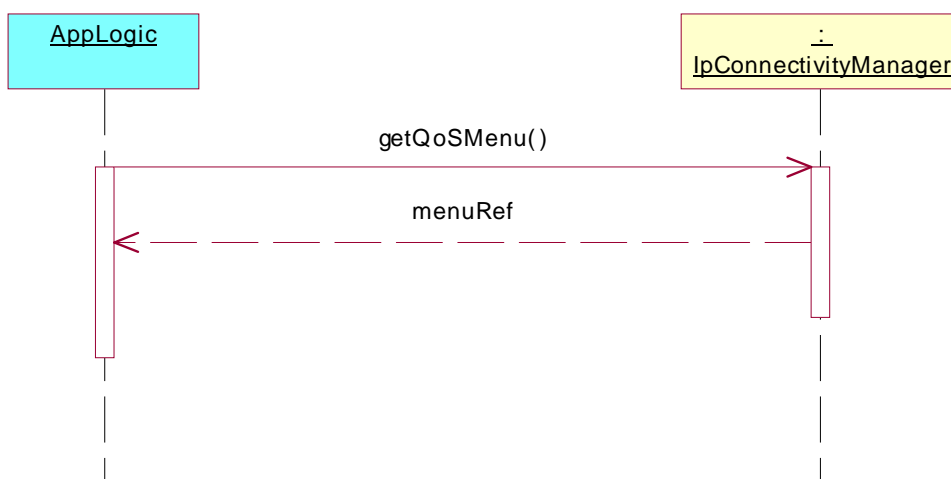 AppLogic
:
IpConnectivityManager
getQoSMenu()
menuRef